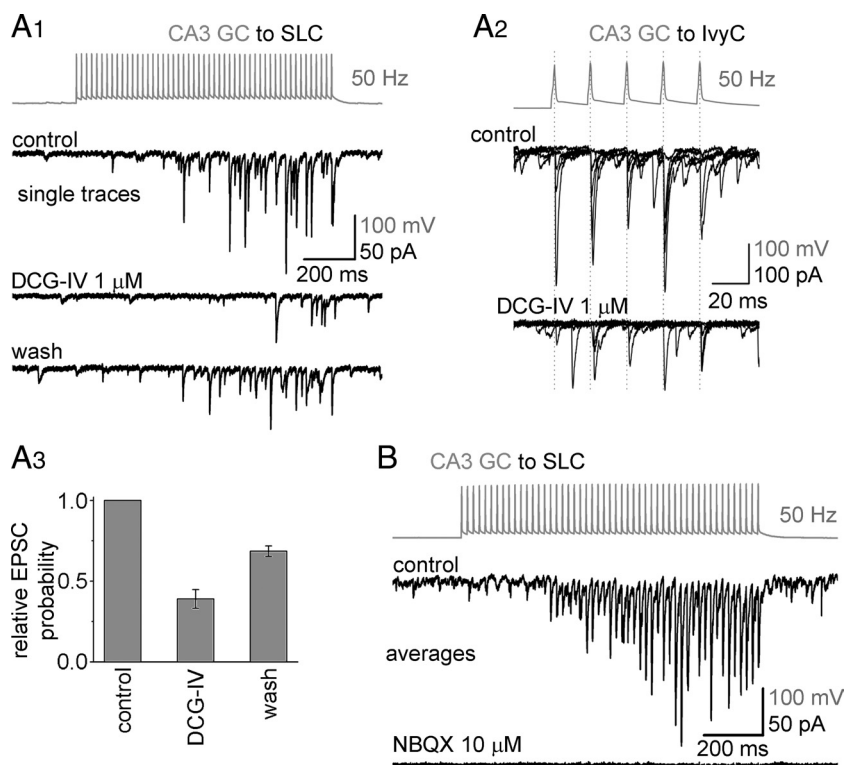 A1
CA3 GC to SLC
50 Hz
control
single traces
100 mV
50 pA
200 ms
DCG-IV 1 μM
wash
A2
CA3 GC to IvyC
50 Hz
control
100 mV
100 pA
20 ms
DCG-IV 1 μM
A3
relative EPSC
probability
1.0
0.5
0.0
control
DCG-IV
wash
B
CA3 GC to SLC
50 Hz
control
averages
100 mV
50 pA
200 ms
NBQX 10 μM